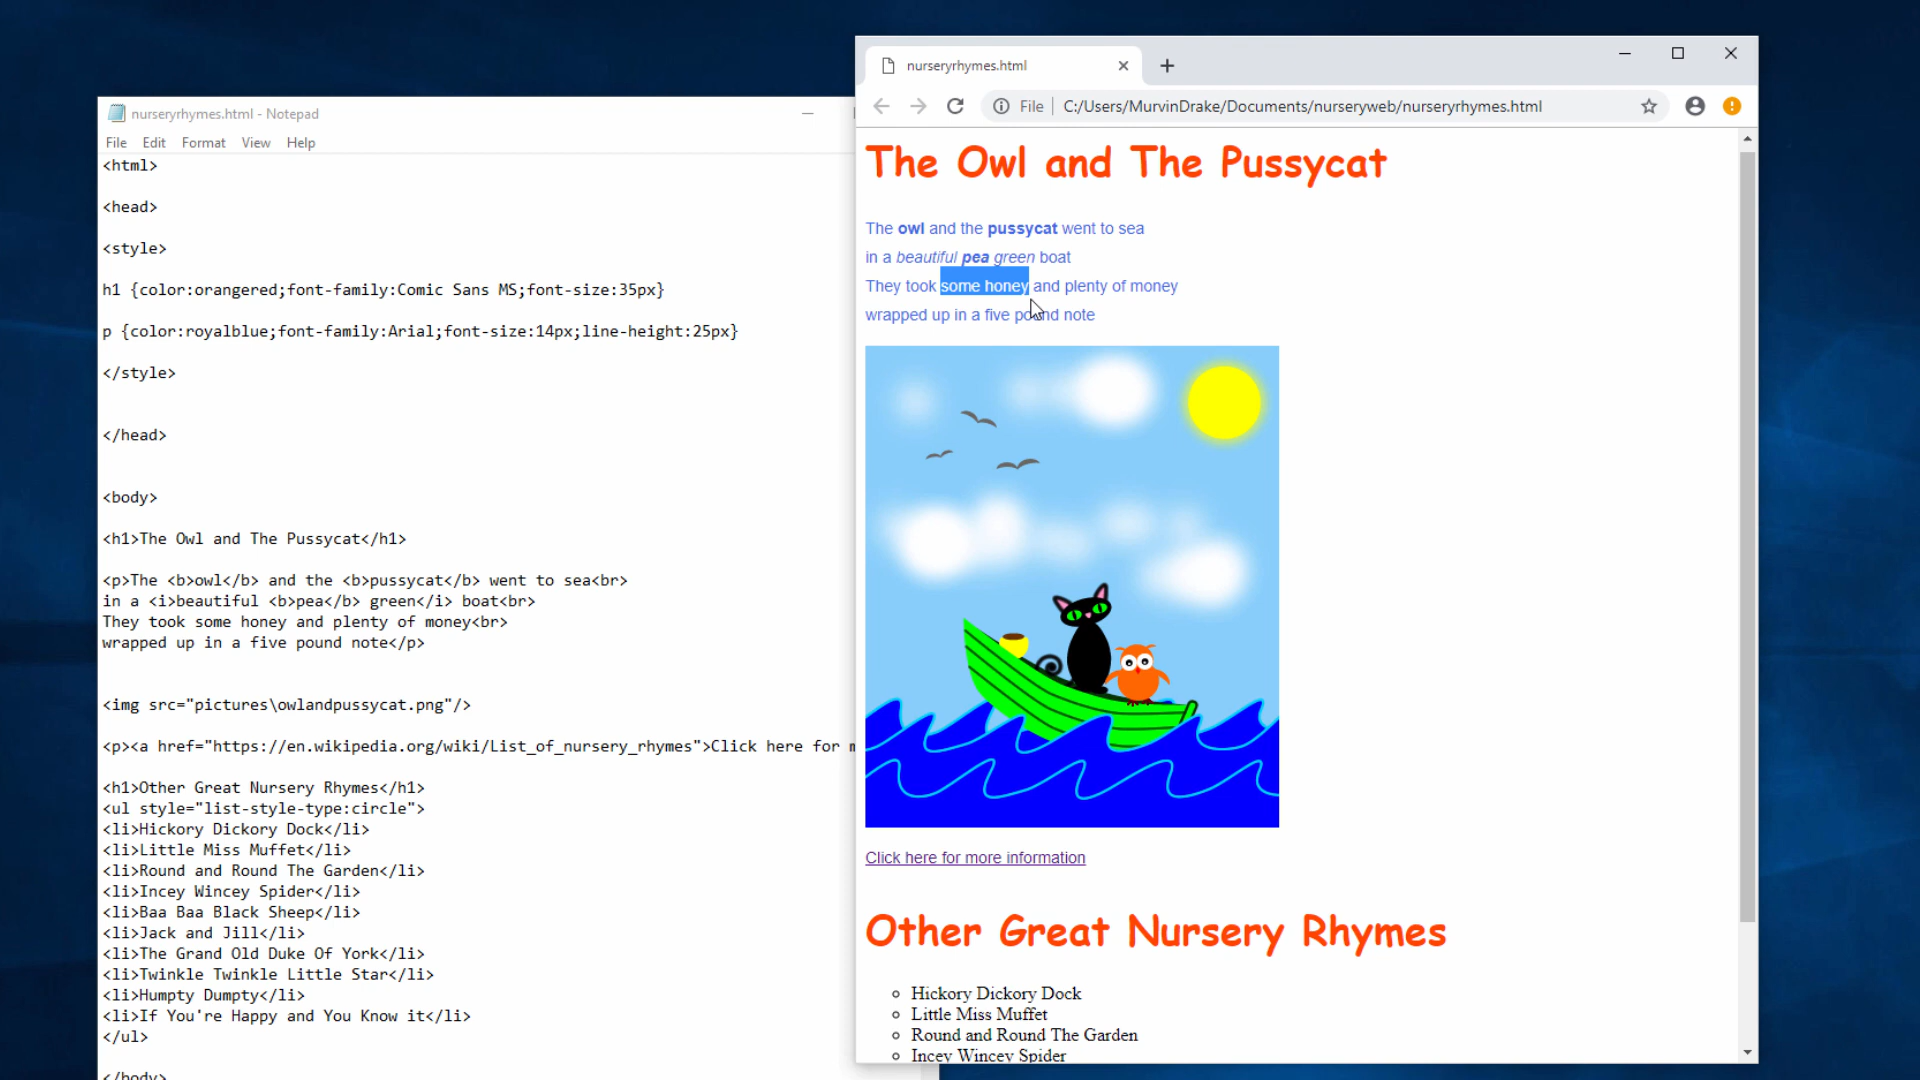 nurseryrhymes.html - Notepad
File Edit Format View Help
<html>
<head>
<style>
h1 {color:orangered;font-family:Comic Sans MS;font-size:35px}
p {color:royalblue;font-family:Arial;font-size:14px;line-height:25px}
</style>
</head>
<body>
<h1>The Owl and The Pussycat</h1>
<p>The <b>owl</b> and the <b>pussycat</b> went to sea<br>
in a <i>beautiful <b>pea</b> green</i> boat<br>
They took some honey and plenty of money<br>
wrapped up in a five pound note</p>
<img src="pictures\owlandpussycat.png"/>
<p><a href="https://en.wikipedia.org/wiki/List_of_nursery_rhymes">Click here for
<h1>Other Great Nursery Rhymes</h1>
<ul style="list-style-type:circle">
<li>Hickory Dickory Dock</li>
<li>Little Miss Muffet</li>
<li>Round and Round The Garden</li>
<li>Incey Wincey Spider</li>
<li>Baa Baa Black Sheep</li>
<li>Jack and Jill</li>
<li>The Grand Old Duke Of York</li>
<li>Twinkle Twinkle Little Star</li>
<li>Humpty Dumpty</li>
<li>If You're Happy and You Know it</li>
</ul>
</body>
nurseryrhymes.html
File C:/Users/MurvinDrake/Documents/nurseryweb/nurseryrhymes.html
The Owl and The Pussycat
The owl and the pussycat went to sea
in a beautiful pea green boat
They took some honey and plenty of money
wrapped up in a five pound note
Click here for more information
Other Great Nursery Rhymes
Hickory Dickory Dock
Little Miss Muffet
Round and Round The Garden
Incey Wincey Spider